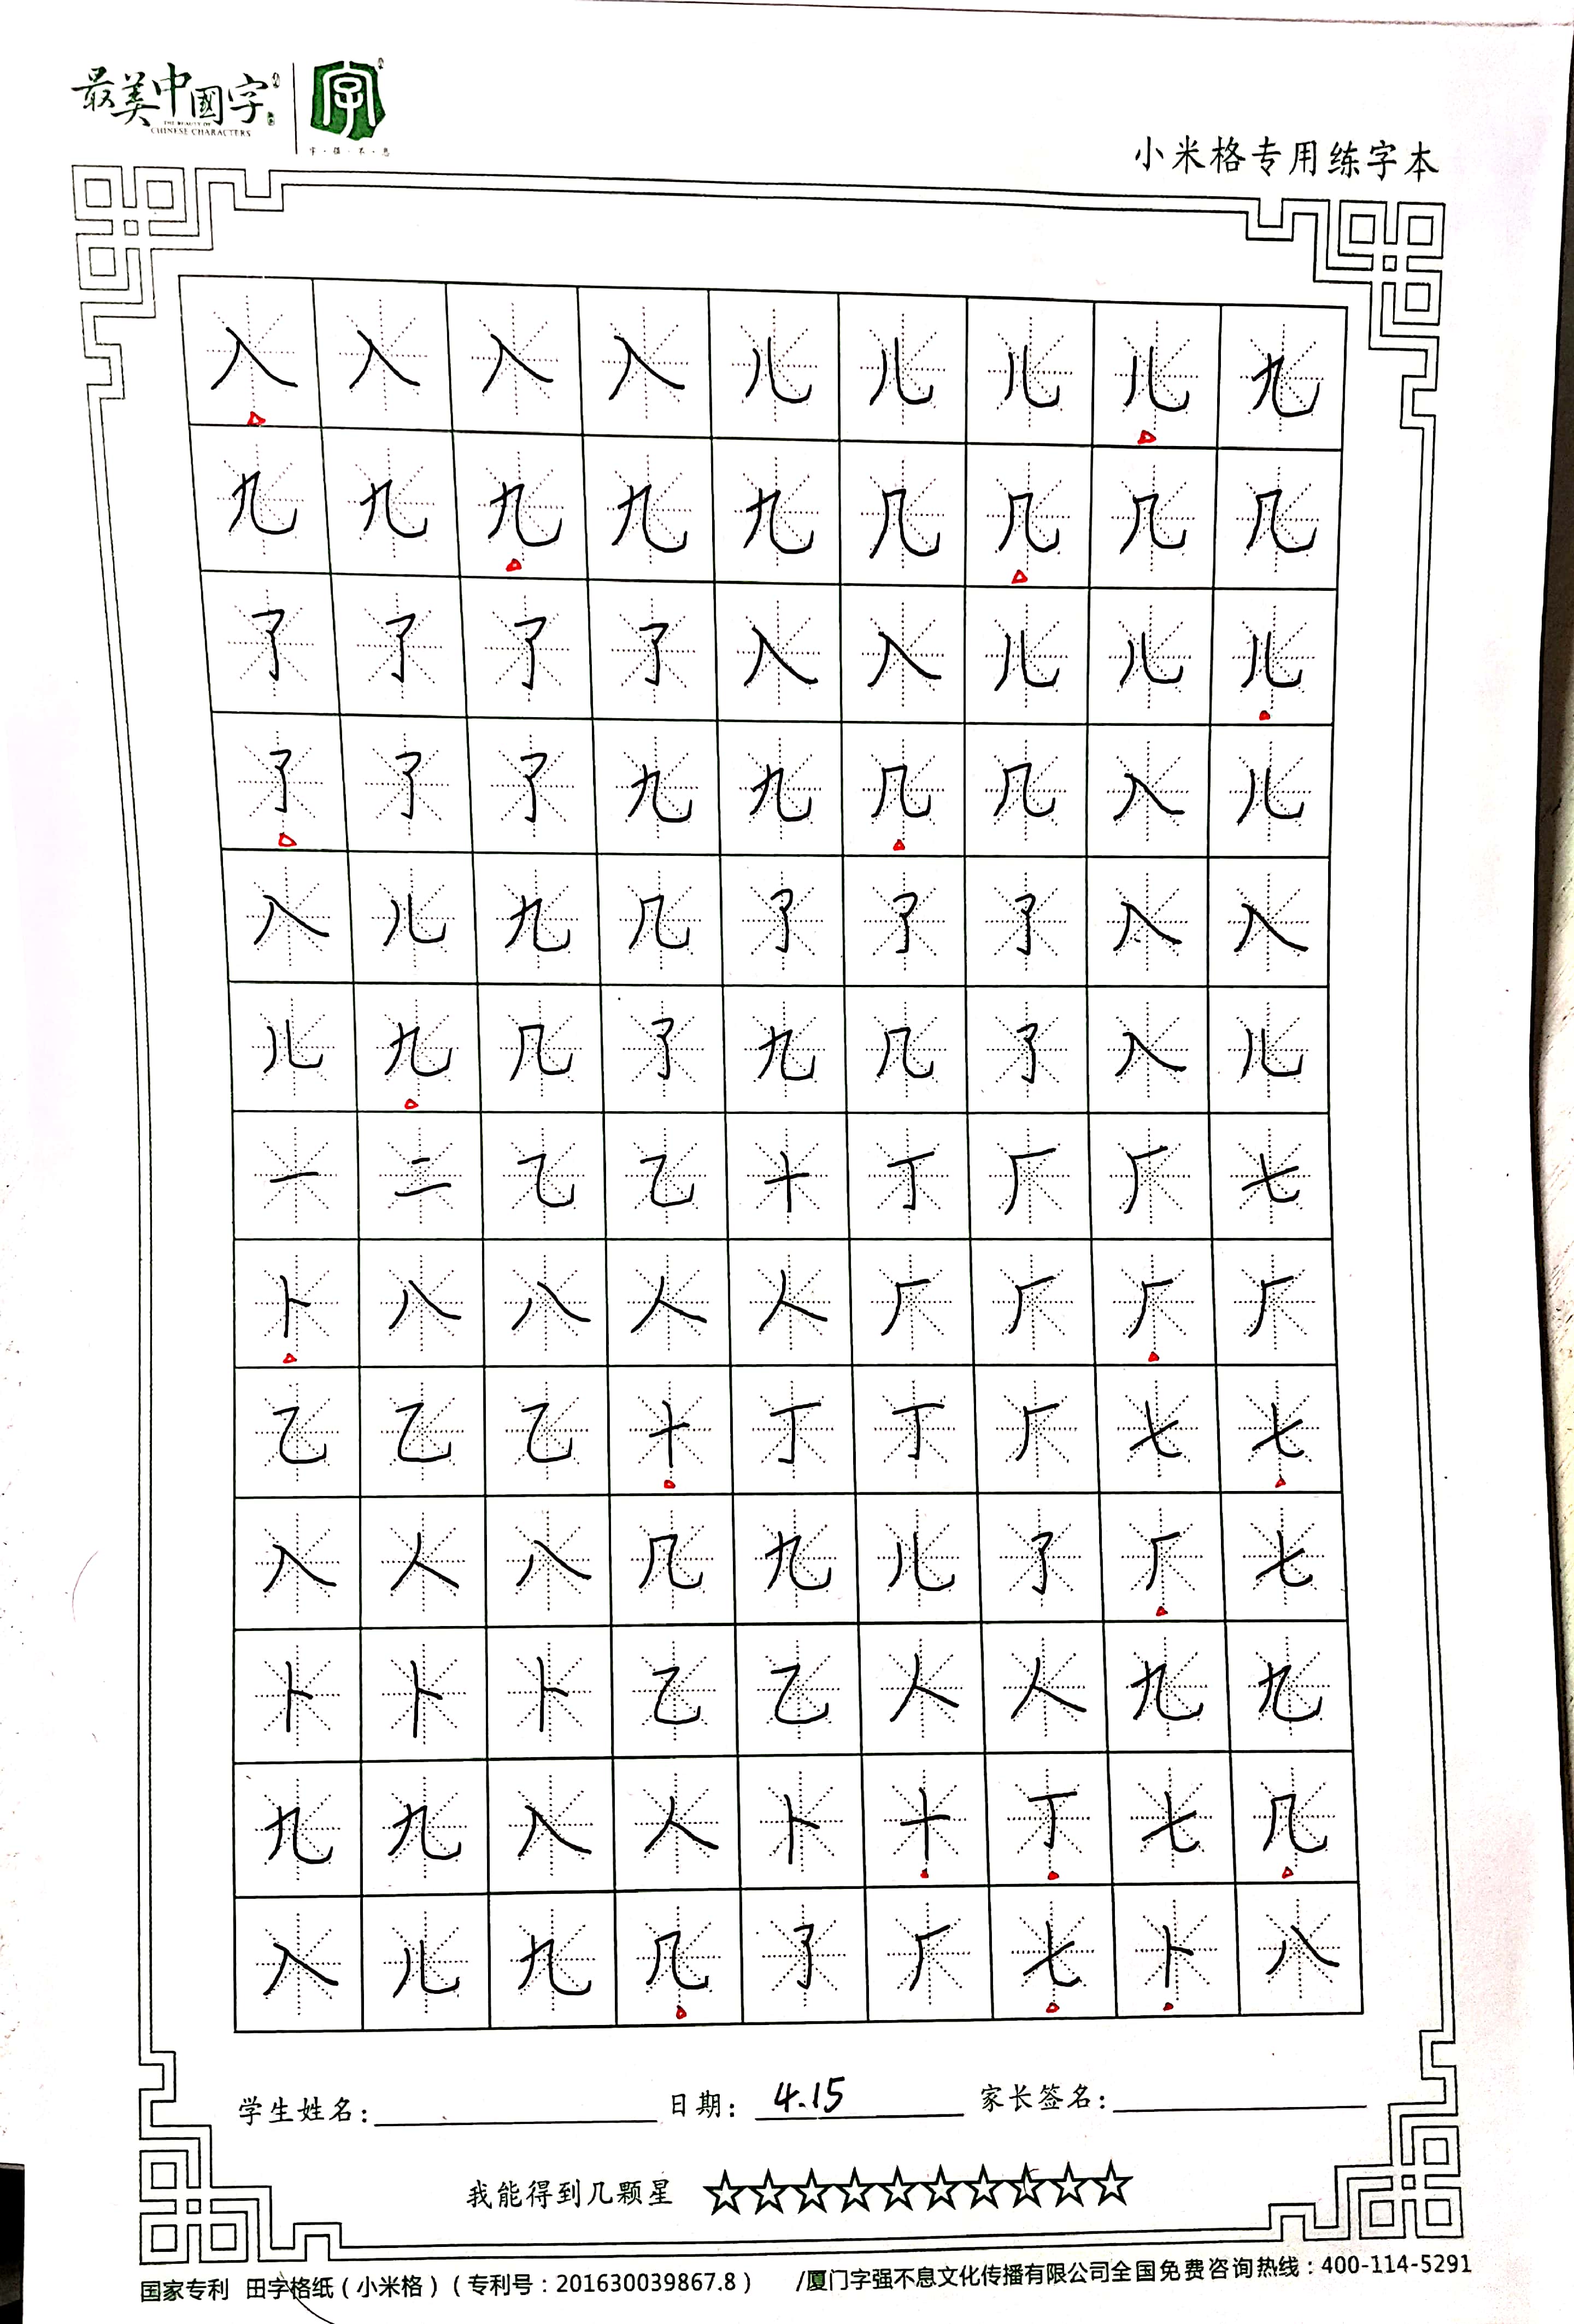 最美中國字
THE BEAUTY OF
CHINESE CHARACTERS
字
字·强·不·息
小米格专用练字本
入入入入儿儿儿儿九
九九九九九几几几几
了了了了入入儿儿儿
了了了九九几几入儿
入儿九几了了了入入
儿九几了九几了入儿
一二乙乙十丁厂厂七
卜八八人人厂厂厂厂
乙乙乙十丁丁厂七七
入人八几九儿了厂七
卜卜卜乙乙人人九九
九九入人卜十丁七几
入儿九几了厂七卜八
学生姓名: 日期: 4.15 家长签名:
我能得到几颗星 ☆☆☆☆☆☆☆☆☆☆
国家专利 田字格纸(小米格)(专利号:201630039867.8) /厦门字强不息文化传播有限公司全国免费咨询热线:400-114-5291